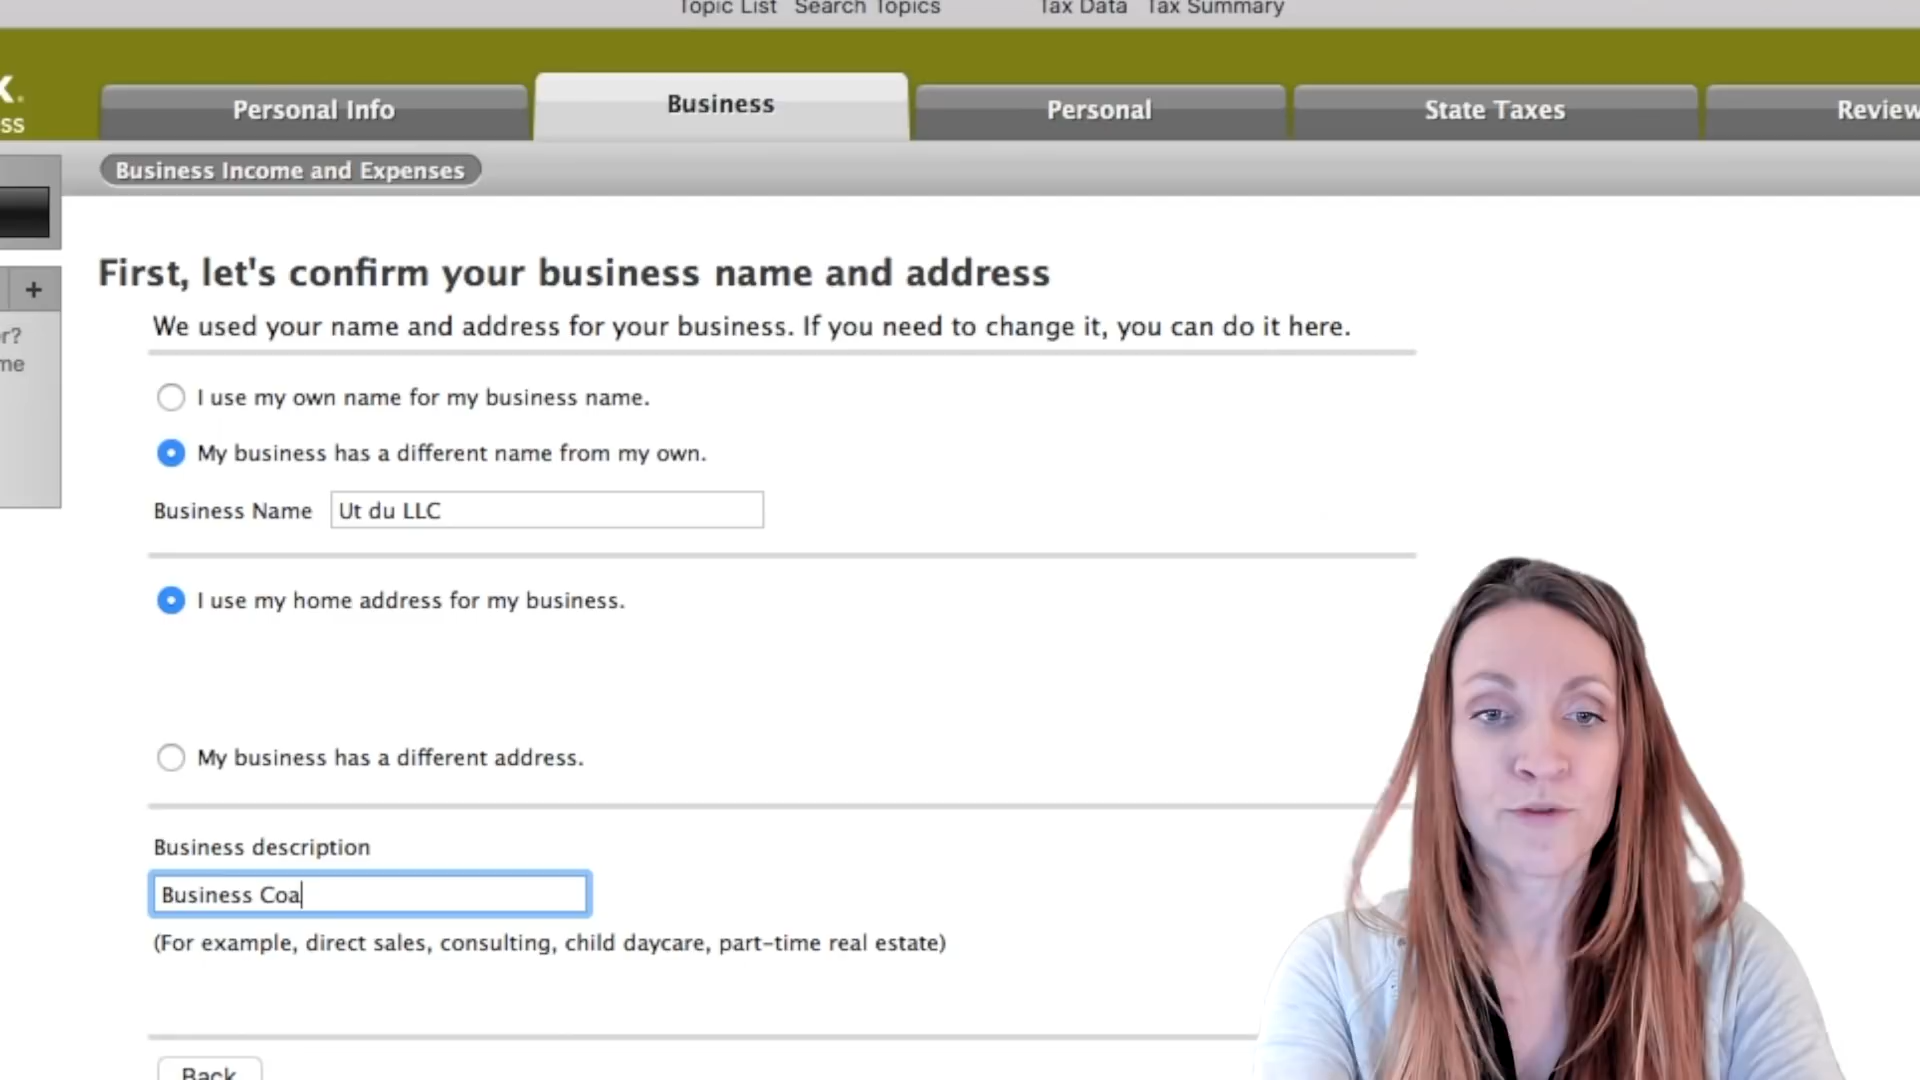 Topic List Search Topics Tax Data Tax Summary
Personal Info Business Personal State Taxes Review
ss
Business Income and Expenses
First, let's confirm your business name and address
We used your name and address for your business. If you need to change it, you can do it here.
+
r?
me
I use my own name for my business name.
My business has a different name from my own.
Business Name Ut du LLC
I use my home address for my business.
My business has a different address.
Business description
Business Coa
(For example, direct sales, consulting, child daycare, part-time real estate)
Back